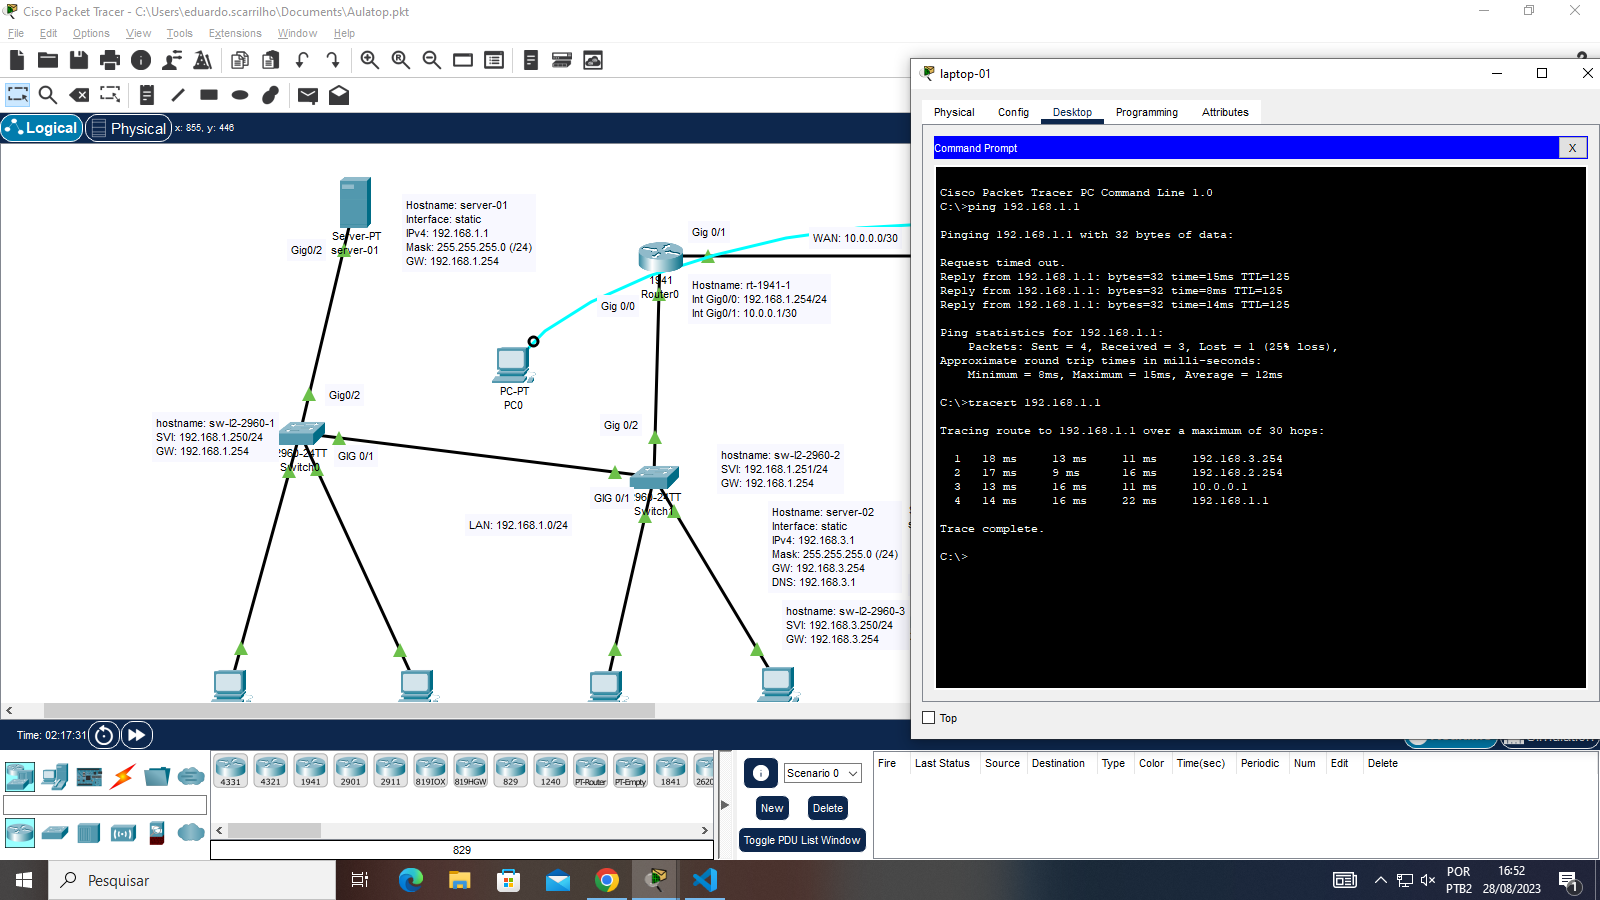 Cisco Packet Tracer - C:\Users\eduardo.scarrilho\Documents\Aulatop.pkt
File Edit Options View Tools Extensions Window Help
Logical Physical x: 855, y: 446
Server-PT
server-01
Gig0/2
Hostname: server-01
Interface: static
IPv4: 192.168.1.1
Mask: 255.255.255.0 (/24)
GW: 192.168.1.254
Gig 0/1
WAN: 10.0.0.0/30
1941
Router0
Gig 0/0
Hostname: rt-1941-1
Int Gig0/0: 192.168.1.254/24
Int Gig0/1: 10.0.0.1/30
PC-PT
PC0
Gig0/2
hostname: sw-l2-2960-1
SVI: 192.168.1.250/24
GW: 192.168.1.254
2960-24TT
Switch0
GIG 0/1
Gig 0/2
GIG 0/1
960-24TT
Switch1
hostname: sw-l2-2960-2
SVI: 192.168.1.251/24
GW: 192.168.1.254
LAN: 192.168.1.0/24
Hostname: server-02
Interface: static
IPv4: 192.168.3.1
Mask: 255.255.255.0 (/24)
GW: 192.168.3.254
DNS: 192.168.3.1
hostname: sw-l2-2960-3
SVI: 192.168.3.250/24
GW: 192.168.3.254
laptop-01
Physical Config Desktop Programming Attributes
Command Prompt X
Cisco Packet Tracer PC Command Line 1.0
C:\>ping 192.168.1.1
Pinging 192.168.1.1 with 32 bytes of data:
Request timed out.
Reply from 192.168.1.1: bytes=32 time=15ms TTL=125
Reply from 192.168.1.1: bytes=32 time=8ms TTL=125
Reply from 192.168.1.1: bytes=32 time=14ms TTL=125
Ping statistics for 192.168.1.1:
Packets: Sent = 4, Received = 3, Lost = 1 (25% loss),
Approximate round trip times in milli-seconds:
Minimum = 8ms, Maximum = 15ms, Average = 12ms
C:\>tracert 192.168.1.1
Tracing route to 192.168.1.1 over a maximum of 30 hops:
1 18 ms 13 ms 11 ms 192.168.3.254
2 17 ms 9 ms 16 ms 192.168.2.254
3 13 ms 16 ms 11 ms 10.0.0.1
4 14 ms 16 ms 22 ms 192.168.1.1
Trace complete.
C:\>
Top
Time: 02:17:31
4331 4321 1941 2901 2911 819IOX 819HGW 829 1240 PT-Router PT-Empty 1841 2620
829
Scenario 0
New Delete
Toggle PDU List Window
Fire Last Status Source Destination Type Color Time(sec) Periodic Num Edit Delete
Pesquisar
POR
PTB2
16:52
28/08/2023
1